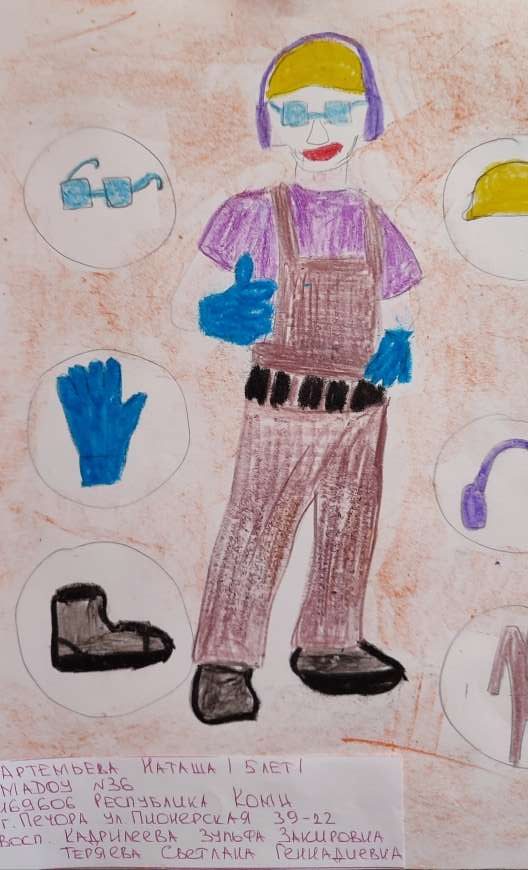 АРТЕМЬЕВА НАТАША | 5 ЛЕТ |
МАДОУ №36
169606 РЕСПУБЛИКА КОМИ
г. ПЕЧОРА УЛ ПИОНЕРСКАЯ 39-22
ВОСП. КАДРИЛЕЕВА ЗУЛЬФА ЗАКИРОВНА
ТЕРЯЕВА СВЕТЛАНА ГЕННАДИЕВНА